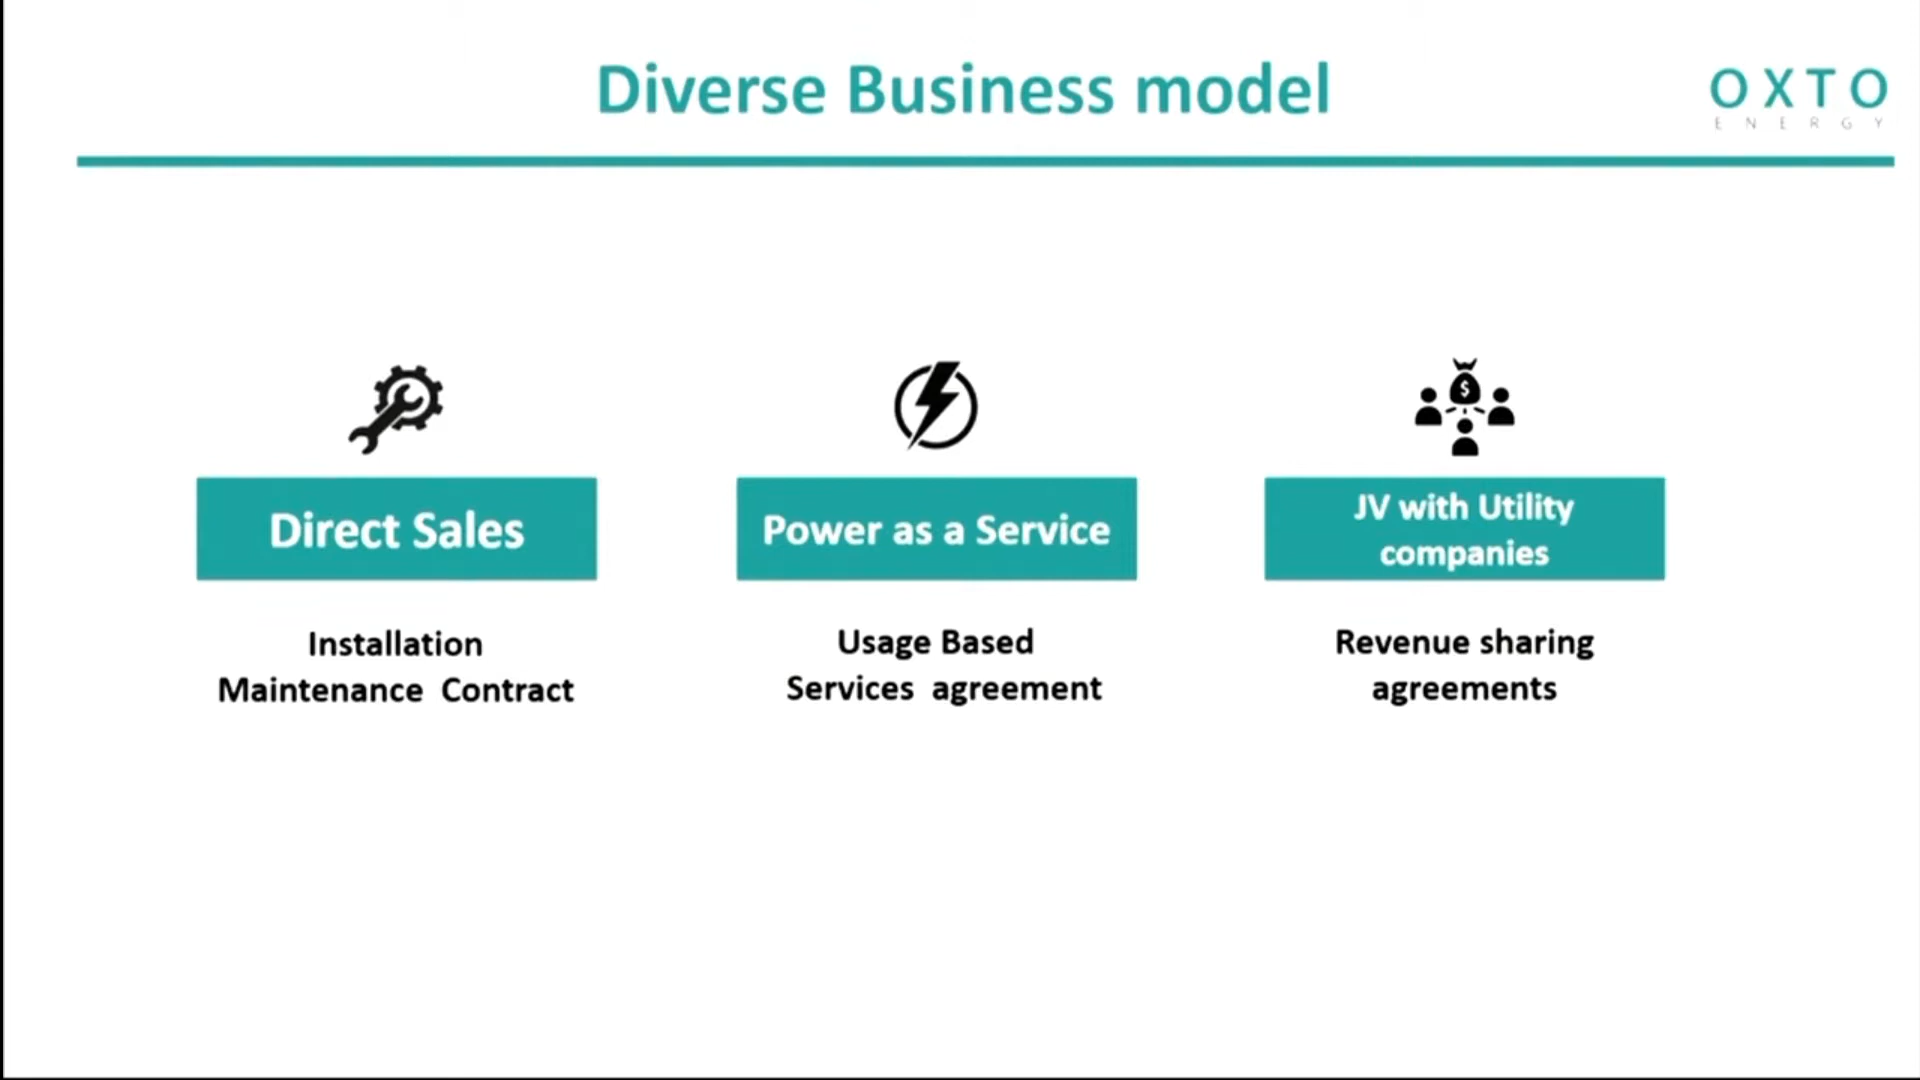 Diverse Business model
OXTO
ENERGY
$
Direct Sales
Power as a Service
JV with Utility
companies
Installation
Maintenance Contract
Usage Based
Services agreement
Revenue sharing
agreements